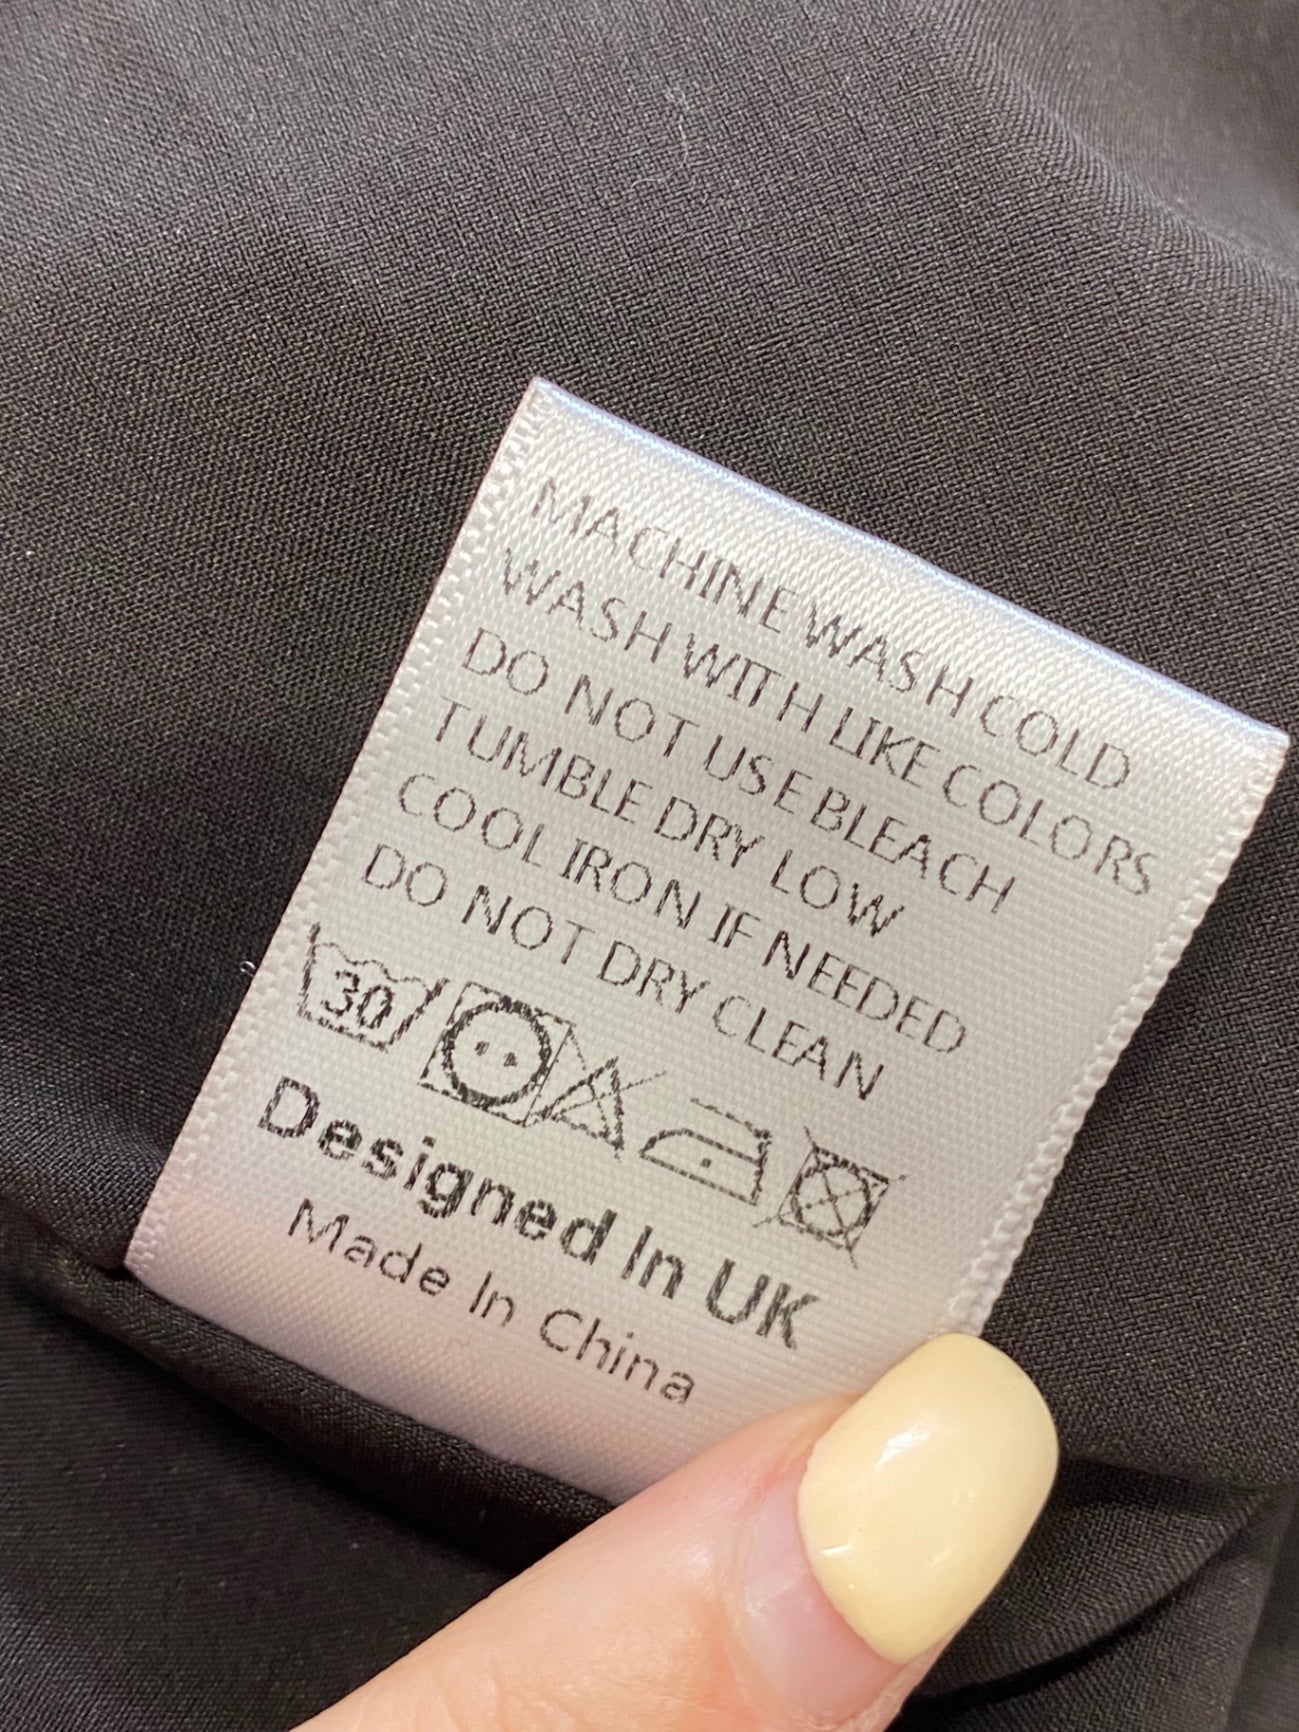 MACHINE WASH COLD
WASH WITH LIKE COLORS
DO NOT USE BLEACH
TUMBLE DRY LOW
COOL IRON IF NEEDED
DO NOT DRY CLEAN
30
Designed In UK
Made In China